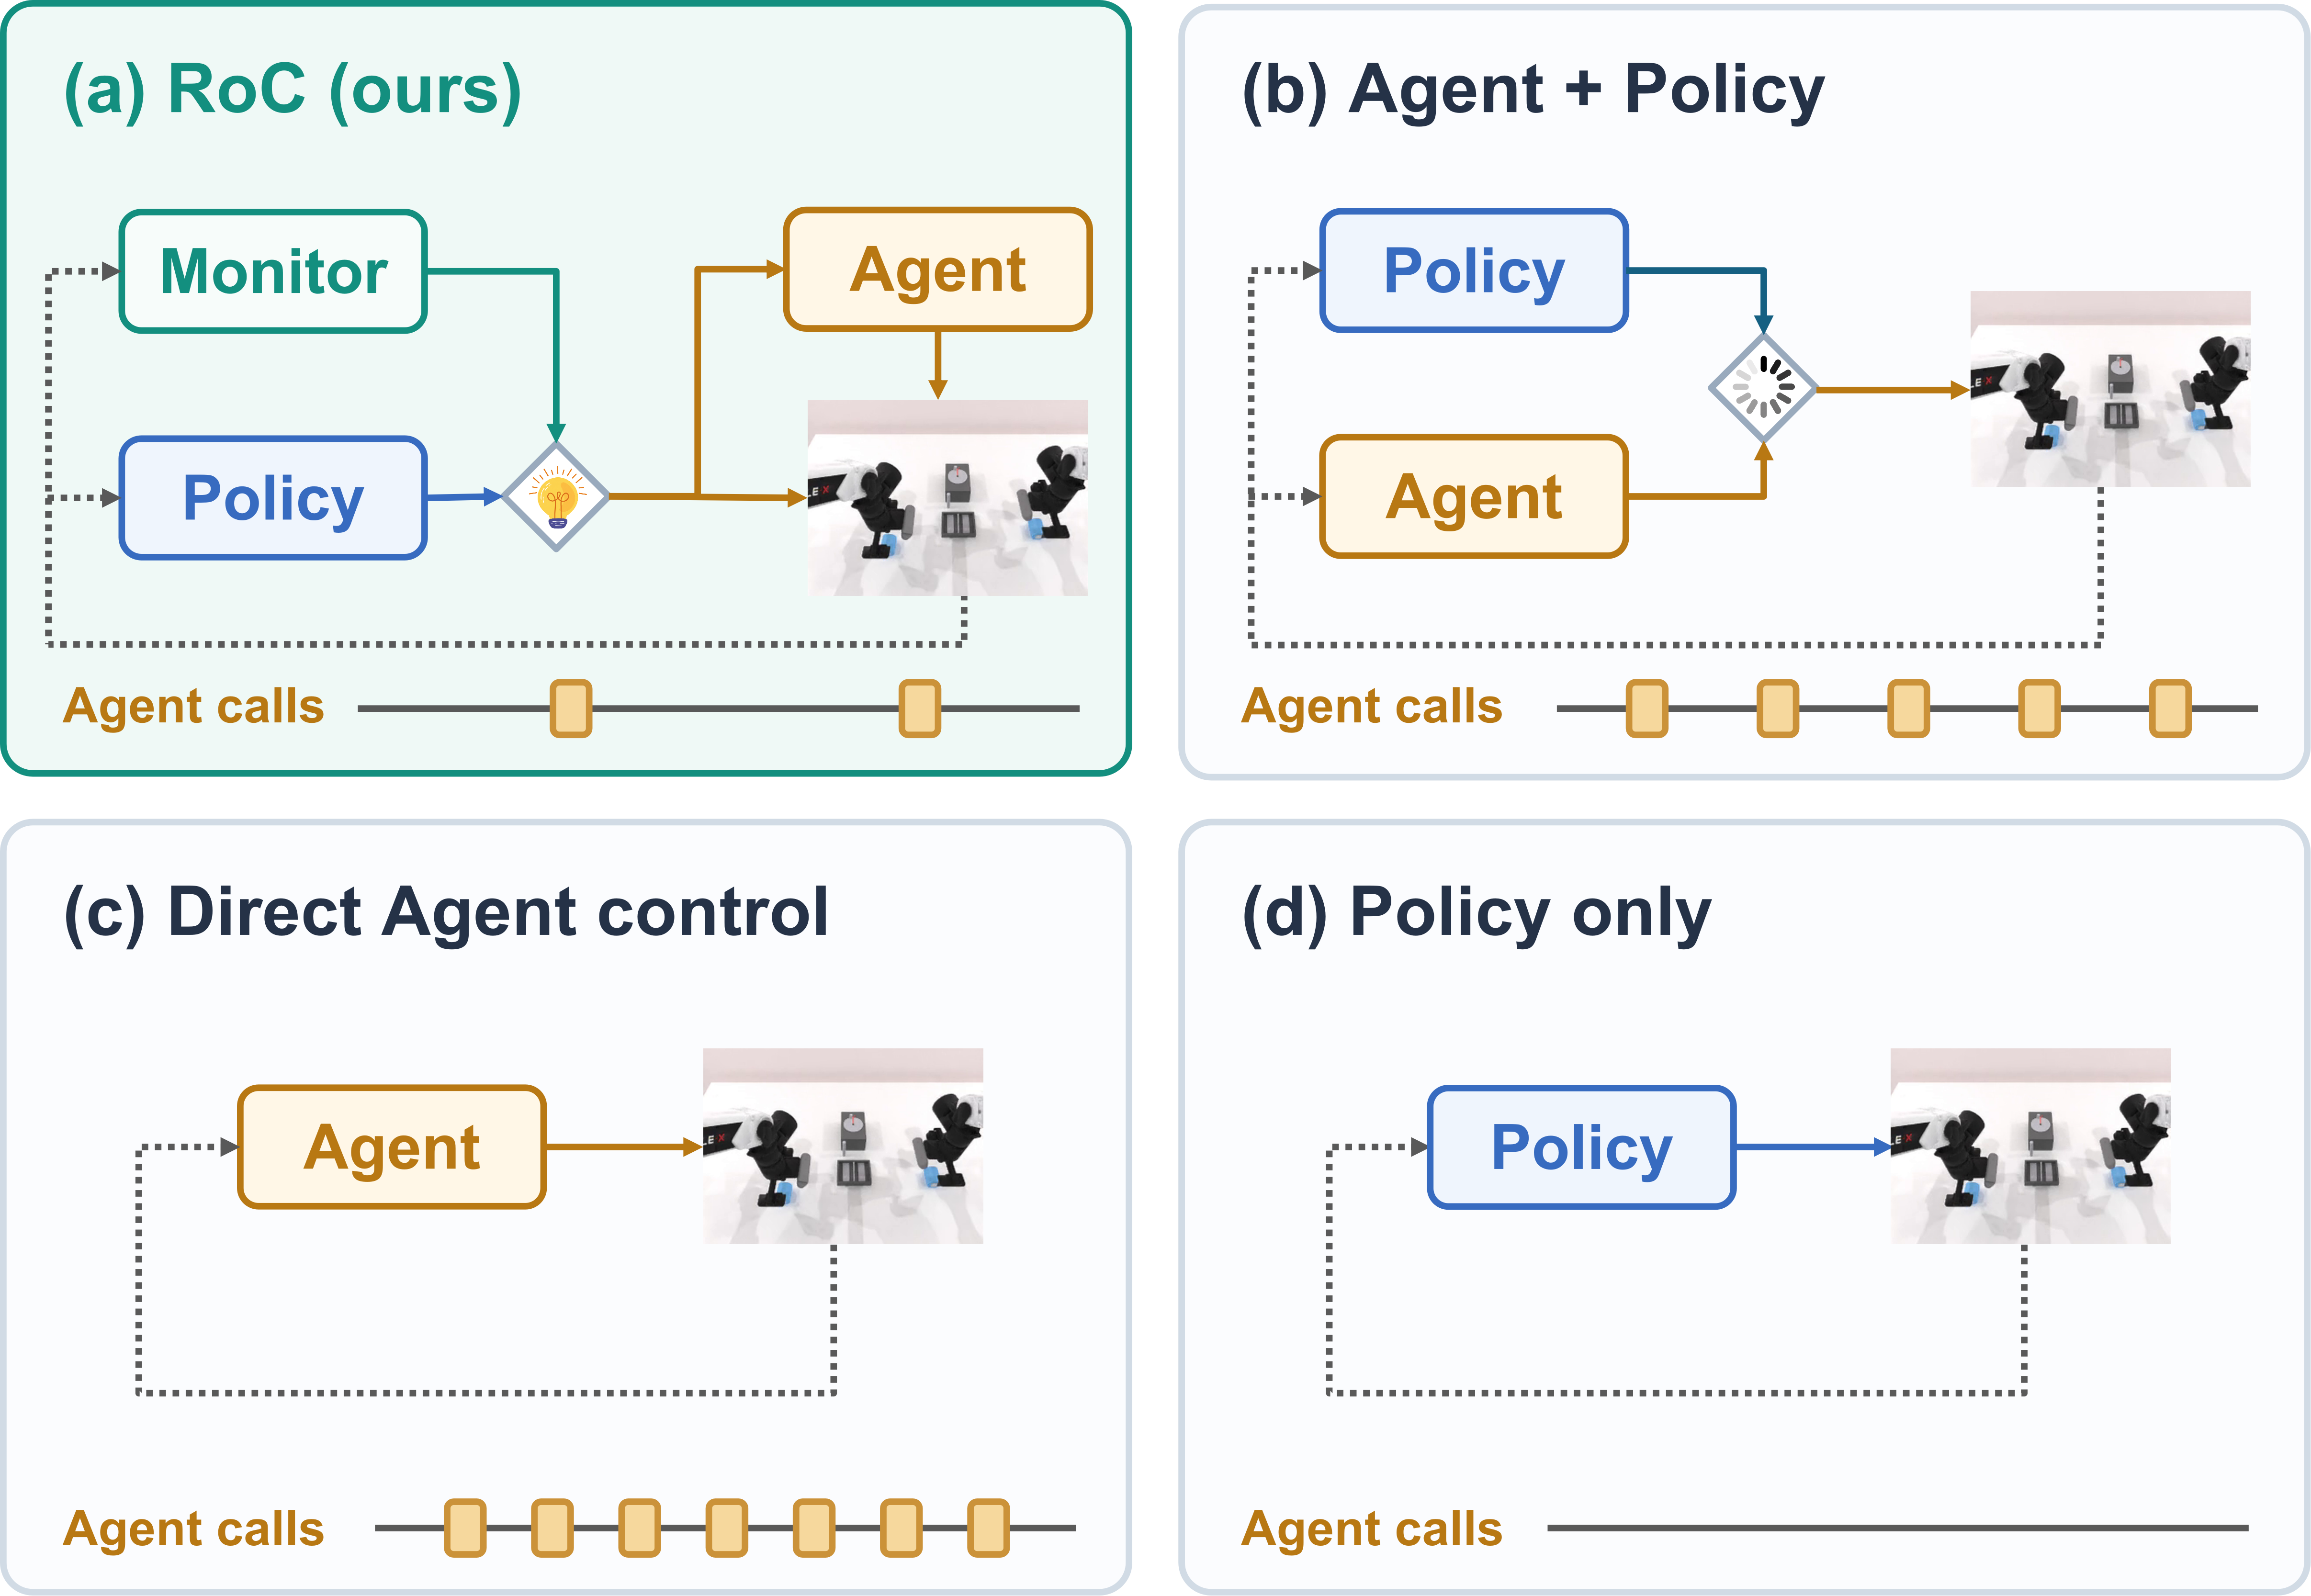 (a) RoC (ours)
Monitor
Agent
Policy
Agent calls
(b) Agent + Policy
Policy
Agent
Agent calls
(c) Direct Agent control
Agent
Agent calls
(d) Policy only
Policy
Agent calls